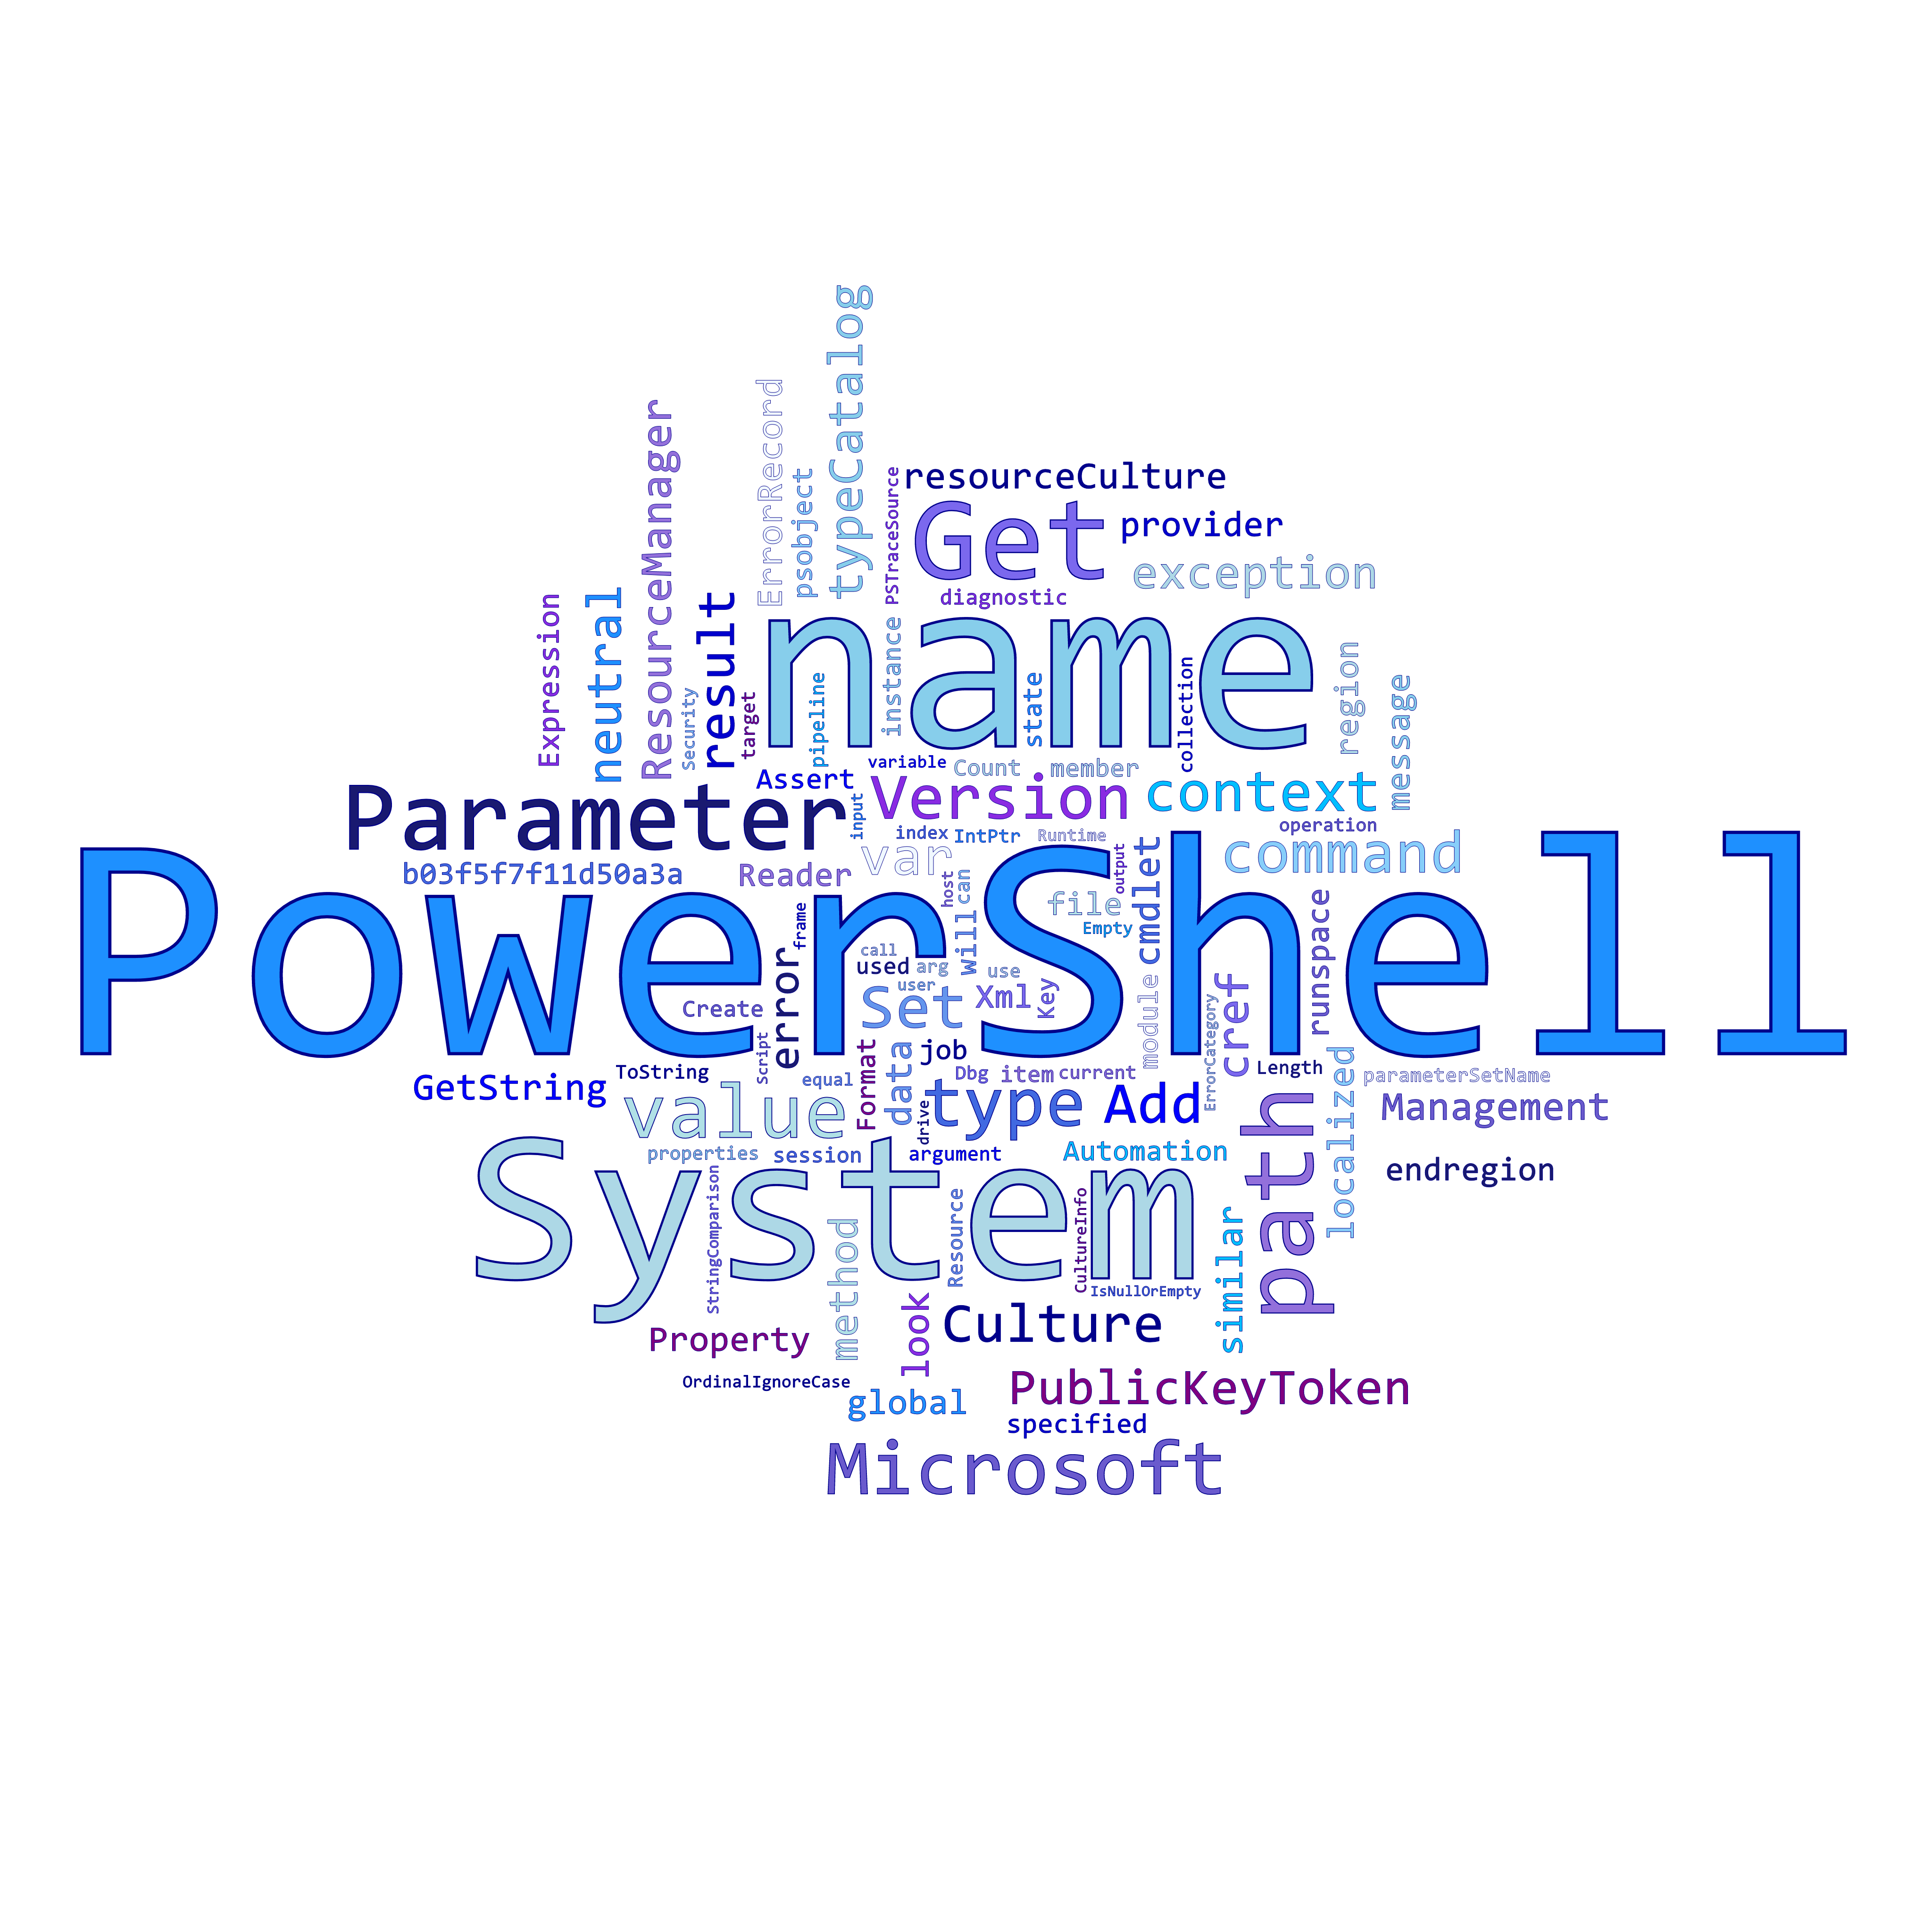 typeCatalog
ErrorRecord
ResourceManager
psobject
PSTraceSource
resourceCulture
Get
provider
exception
diagnostic
Expression
neutral
result
Security
target
name
pipeline
instance
state
collection
region
message
variable
Count
member
Assert
Version
context
Parameter
input
index
IntPtr
Runtime
operation
var
command
b03f5f7f11d50a3a
Reader
PowerShell
output
cmdlet
host
can
file
Empty
frame
will
runspace
error
call
used
arg
use
user
Set
Xml
Key
module
ErrorCategory
cref
Create
Script
Format
data
job
localized
GetString
ToString
equal
Dbg
item
current
Length
parameterSetName
value
drive
type
Add
path
Management
properties
session
argument
Automation
endregion
System
StringComparison
method
Resource
CultureInfo
IsNullOrEmpty
similar
Property
look
Culture
OrdinalIgnoreCase
global
PublicKeyToken
specified
Microsoft